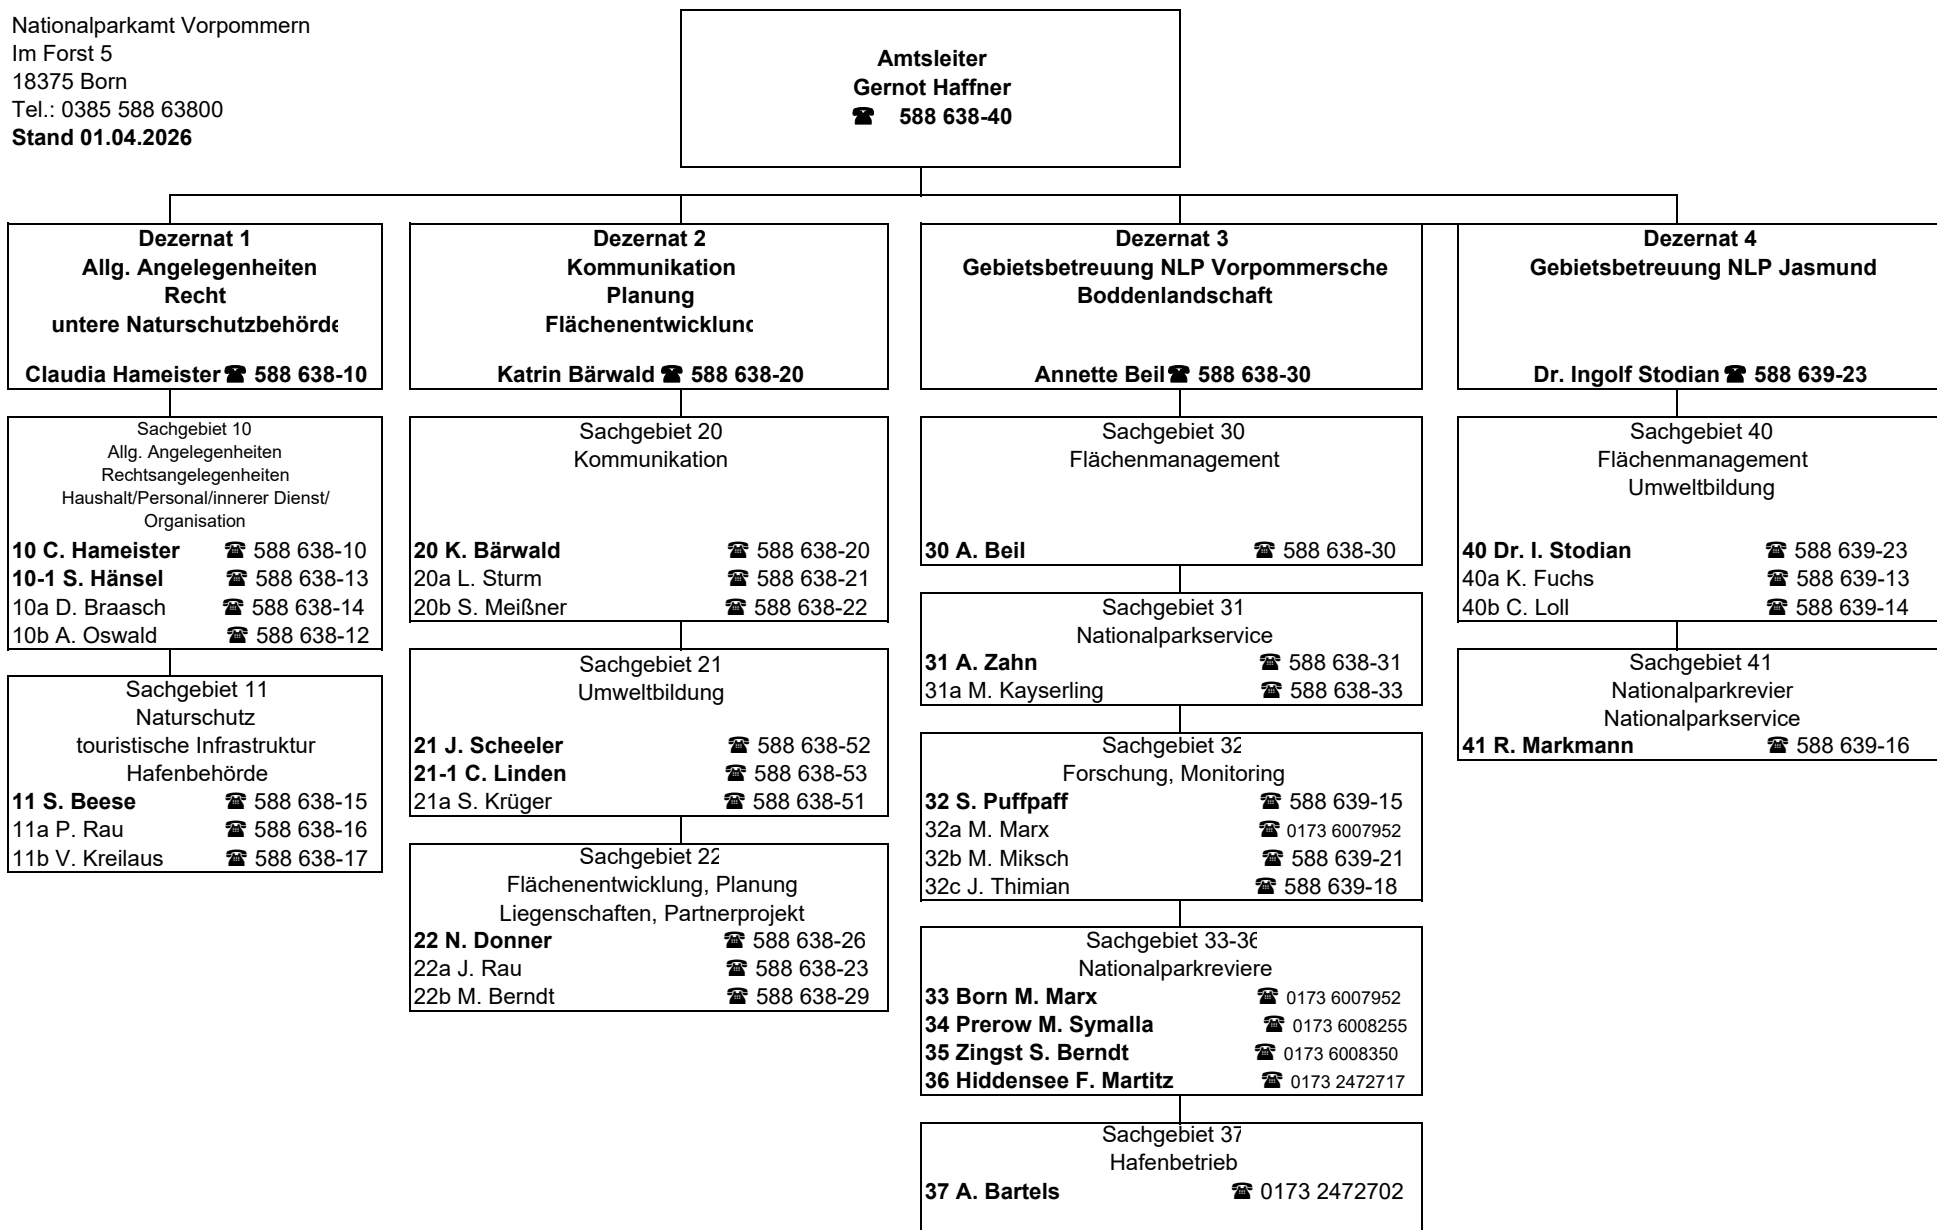 Nationalparkamt Vorpommern
Im Forst 5
18375 Born
Tel.: 0385 588 63800
Stand 01.04.2026
Amtsleiter
Gernot Haffner
☎ 588 638-40
Dezernat 1
Allg. Angelegenheiten
Recht
untere Naturschutzbehörde
Claudia Hameister ☎ 588 638-10
Sachgebiet 10
Allg. Angelegenheiten
Rechtsangelegenheiten
Haushalt/Personal/innerer Dienst/
Organisation
10 C. Hameister ☎ 588 638-10
10-1 S. Hänsel ☎ 588 638-13
10a D. Braasch ☎ 588 638-14
10b A. Oswald ☎ 588 638-12
Sachgebiet 11
Naturschutz
touristische Infrastruktur
Hafenbehörde
11 S. Beese ☎ 588 638-15
11a P. Rau ☎ 588 638-16
11b V. Kreilaus ☎ 588 638-17
Dezernat 2
Kommunikation
Planung
Flächenentwicklung
Katrin Bärwald ☎ 588 638-20
Sachgebiet 20
Kommunikation
20 K. Bärwald ☎ 588 638-20
20a L. Sturm ☎ 588 638-21
20b S. Meißner ☎ 588 638-22
Sachgebiet 21
Umweltbildung
21 J. Scheeler ☎ 588 638-52
21-1 C. Linden ☎ 588 638-53
21a S. Krüger ☎ 588 638-51
Sachgebiet 22
Flächenentwicklung, Planung
Liegenschaften, Partnerprojekt
22 N. Donner ☎ 588 638-26
22a J. Rau ☎ 588 638-23
22b M. Berndt ☎ 588 638-29
Dezernat 3
Gebietsbetreuung NLP Vorpommersche
Boddenlandschaft
Annette Beil ☎ 588 638-30
Sachgebiet 30
Flächenmanagement
30 A. Beil ☎ 588 638-30
Sachgebiet 31
Nationalparkservice
31 A. Zahn ☎ 588 638-31
31a M. Kayserling ☎ 588 638-33
Sachgebiet 32
Forschung, Monitoring
32 S. Puffpaff ☎ 588 639-15
32a M. Marx ☎ 0173 6007952
32b M. Miksch ☎ 588 639-21
32c J. Thimian ☎ 588 639-18
Sachgebiet 33-36
Nationalparkreviere
33 Born M. Marx ☎ 0173 6007952
34 Prerow M. Symalla ☎ 0173 6008255
35 Zingst S. Berndt ☎ 0173 6008350
36 Hiddensee F. Martitz ☎ 0173 2472717
Sachgebiet 37
Hafenbetrieb
37 A. Bartels ☎ 0173 2472702
Dezernat 4
Gebietsbetreuung NLP Jasmund
Dr. Ingolf Stodian ☎ 588 639-23
Sachgebiet 40
Flächenmanagement
Umweltbildung
40 Dr. I. Stodian ☎ 588 639-23
40a K. Fuchs ☎ 588 639-13
40b C. Loll ☎ 588 639-14
Sachgebiet 41
Nationalparkrevier
Nationalparkservice
41 R. Markmann ☎ 588 639-16